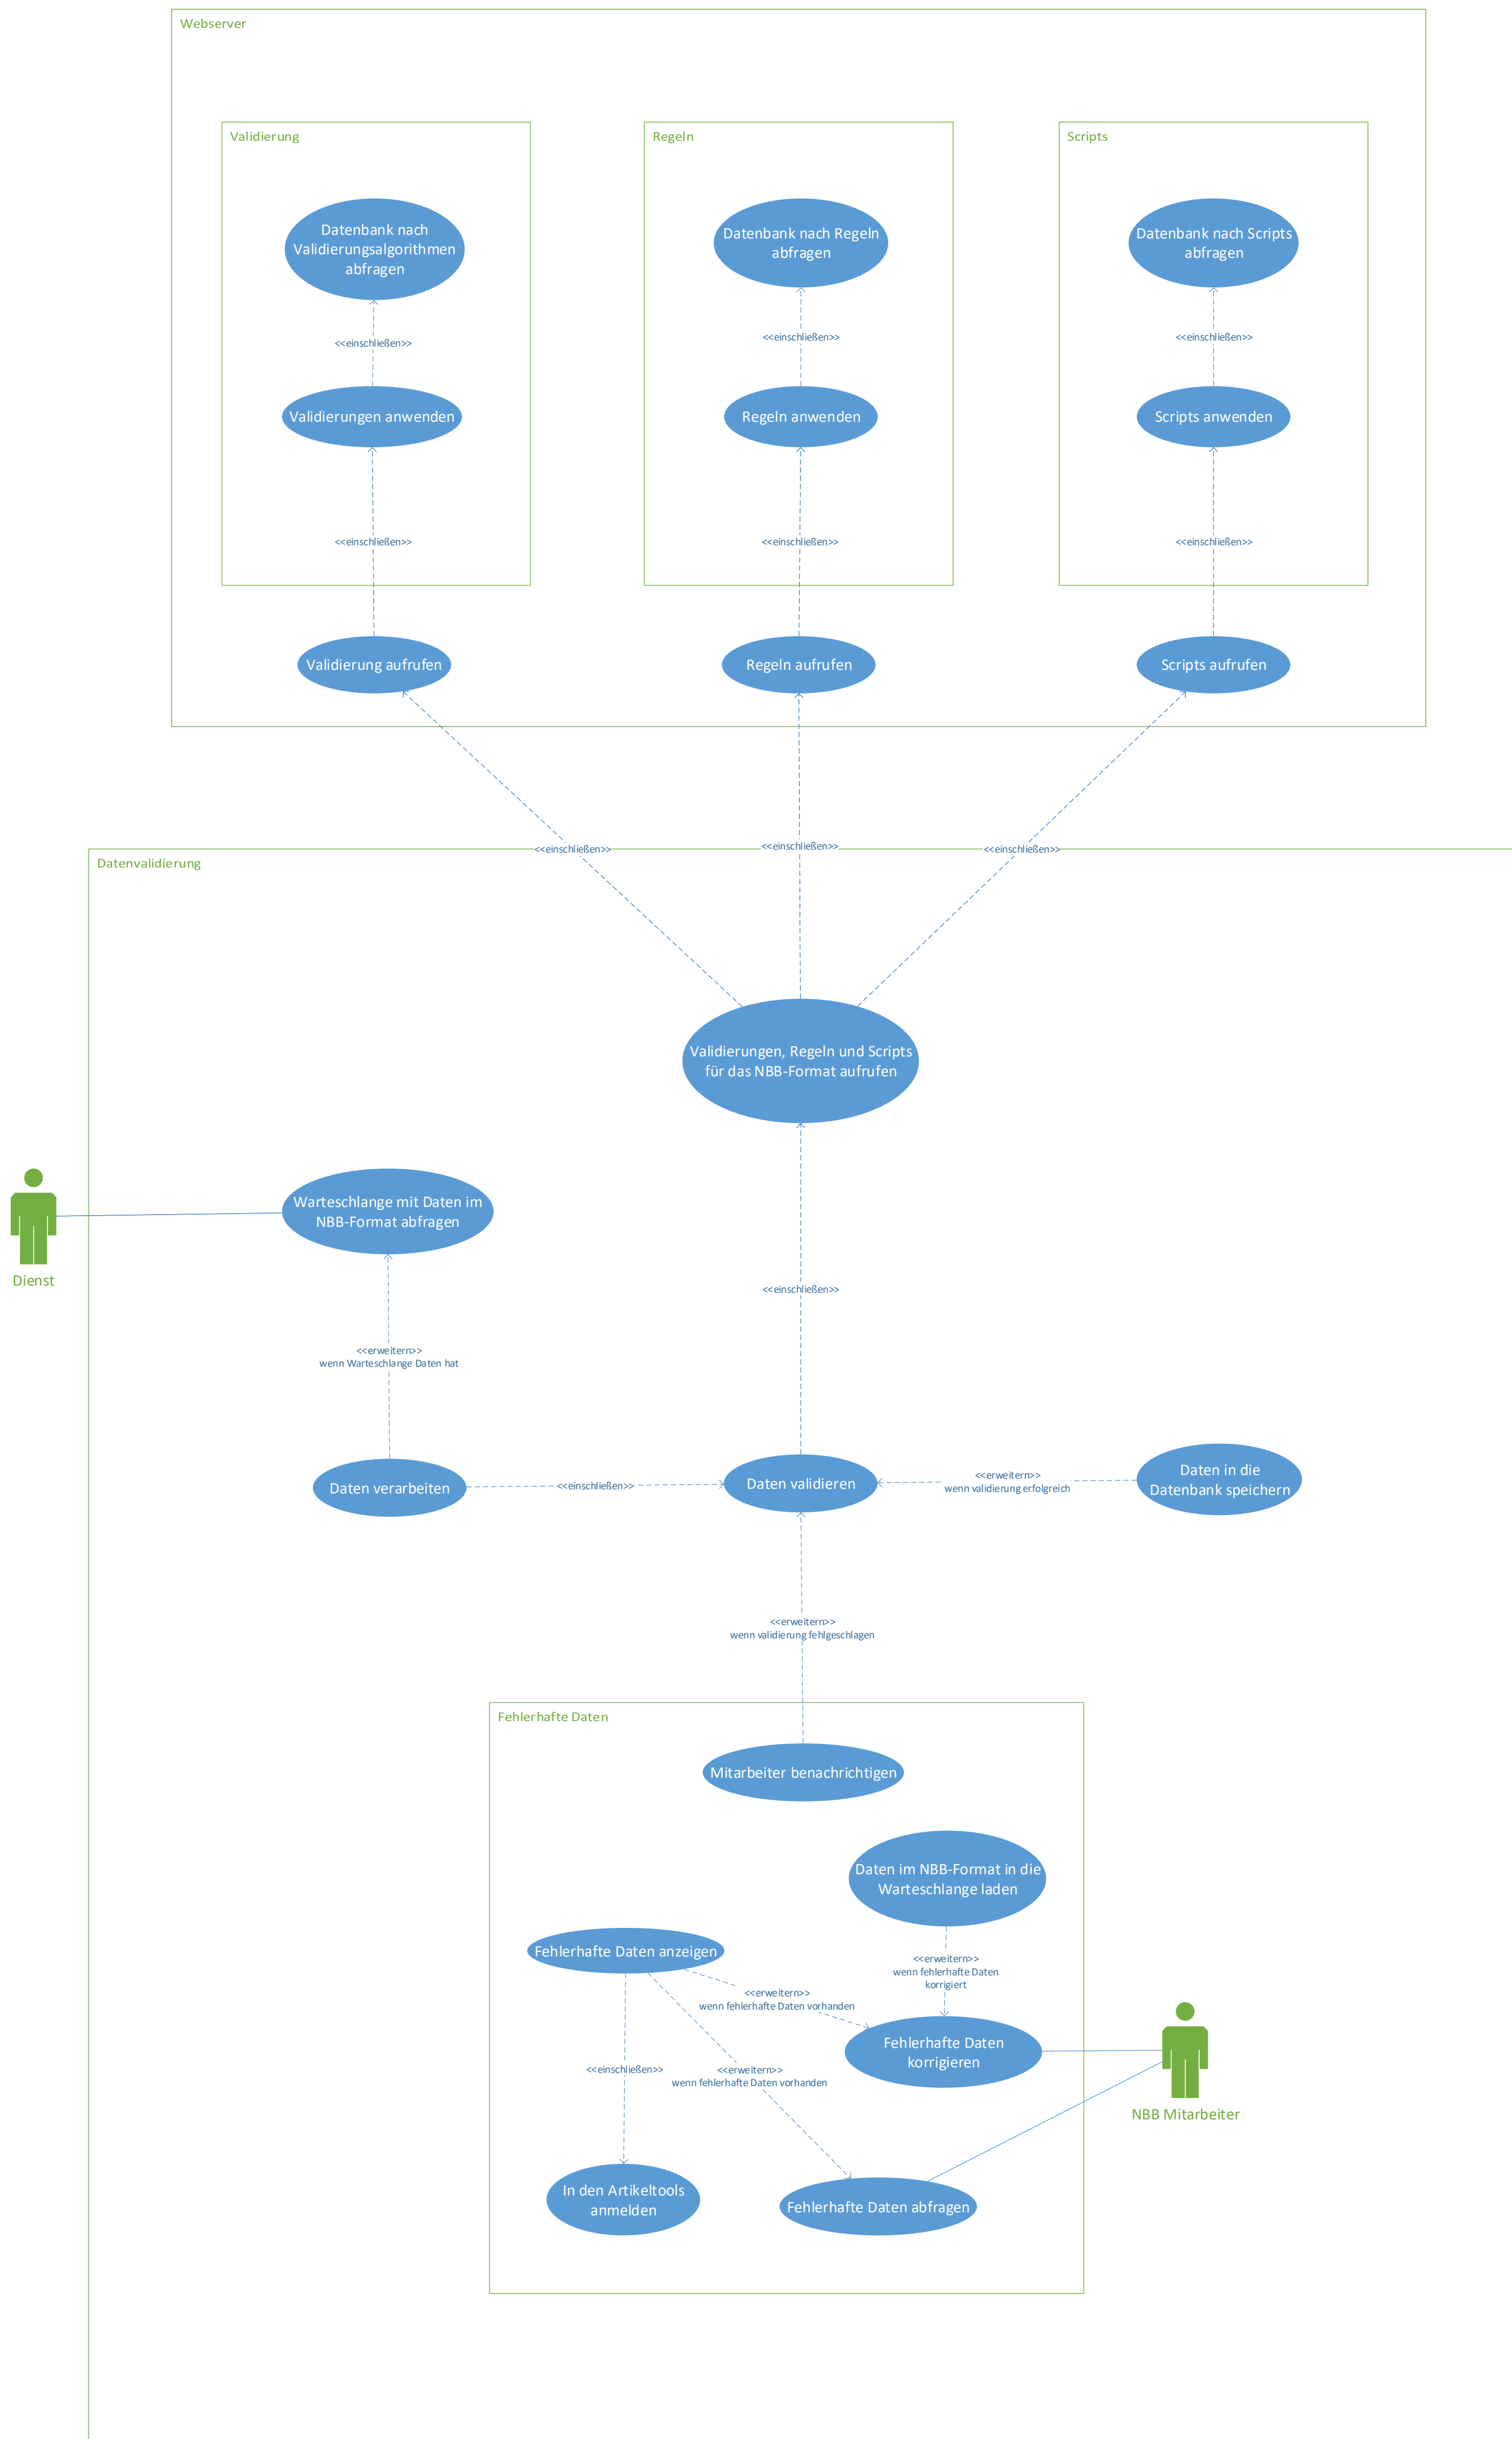 Webserver
Validierung
Regeln
Scripts
Datenbank nach
Validierungsalgorithmen
abfragen
Datenbank nach Regeln
abfragen
Datenbank nach Scripts
abfragen
<<einschließen>>
<<einschließen>>
<<einschließen>>
Validierungen anwenden
Regeln anwenden
Scripts anwenden
<<einschließen>>
<<einschließen>>
<<einschließen>>
Validierung aufrufen
Regeln aufrufen
Scripts aufrufen
<<einschließen>>
<<einschließen>>
<<einschließen>>
Datenvalidierung
Validierungen, Regeln und Scripts
für das NBB-Format aufrufen
Warteschlange mit Daten im
NBB-Format abfragen
Dienst
<<einschließen>>
<<erweitern>>
wenn Warteschlange Daten hat
Daten verarbeiten
<<einschließen>>
Daten validieren
<<erweitern>>
wenn validierung erfolgreich
Daten in die
Datenbank speichern
<<erweitern>>
wenn validierung fehlgeschlagen
Fehlerhafte Daten
Mitarbeiter benachrichtigen
Daten im NBB-Format in die
Warteschlange laden
Fehlerhafte Daten anzeigen
<<erweitern>>
wenn fehlerhafte Daten
korrigiert
<<erweitern>>
wenn fehlerhafte Daten vorhanden
Fehlerhafte Daten
korrigieren
<<einschließen>>
<<erweitern>>
wenn fehlerhafte Daten vorhanden
NBB Mitarbeiter
In den Artikeltools
anmelden
Fehlerhafte Daten abfragen